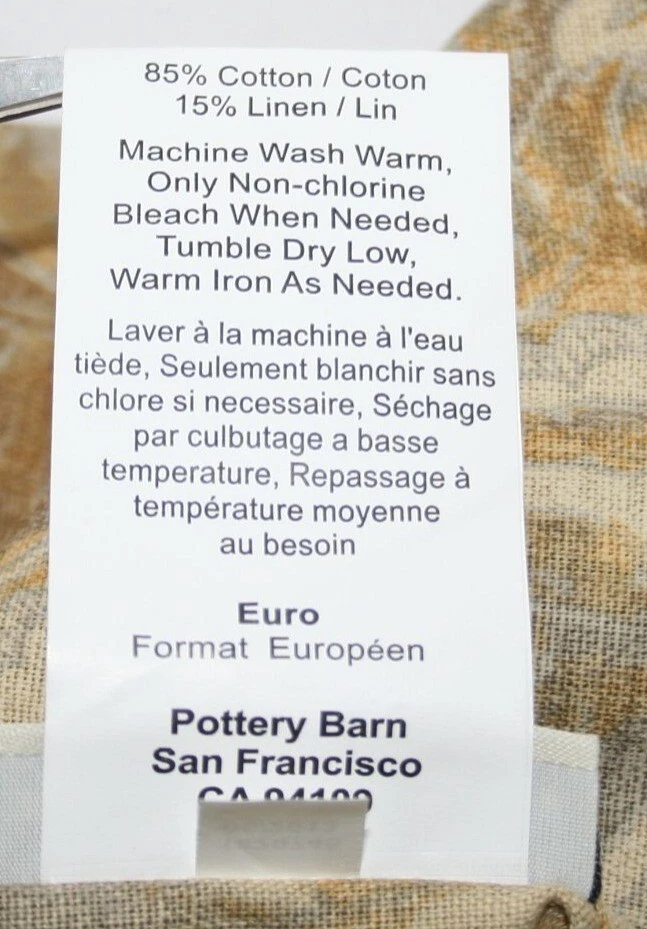 85% Cotton / Coton
15% Linen / Lin
Machine Wash Warm,
Only Non-chlorine
Bleach When Needed,
Tumble Dry Low,
Warm Iron As Needed.
Laver à la machine à l'eau
tiède, Seulement blanchir sans
chlore si necessaire, Séchage
par culbutage a basse
temperature, Repassage à
température moyenne
au besoin
Euro
Format Européen
Pottery Barn
San Francisco
CA